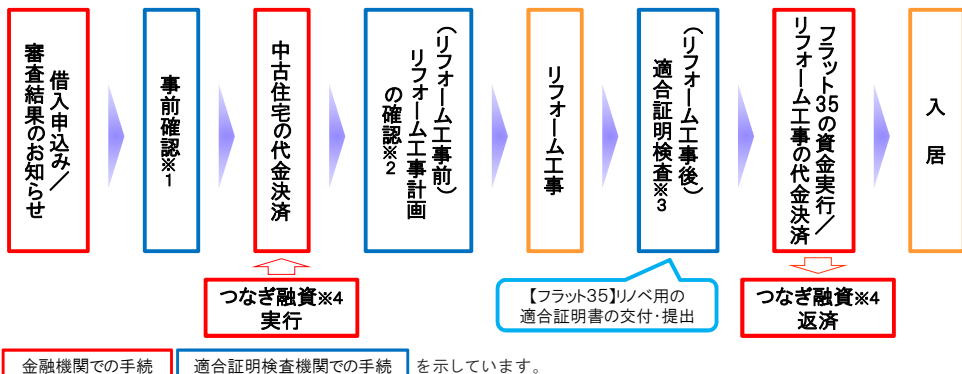 借入申込み／
審査結果のお知らせ
事前確認※1
中古住宅の代金決済
（リフォーム工事前）
リフォーム工事計画
の確認※2
リフォーム工事
（リフォーム工事後）
適合証明検査※3
フラット35の資金実行／
リフォーム工事の代金決済
入居
つなぎ融資※4
実行
【フラット35】リノベ用の
適合証明書の交付・提出
つなぎ融資※4
返済
金融機関での手続 適合証明検査機関での手続 を示しています。